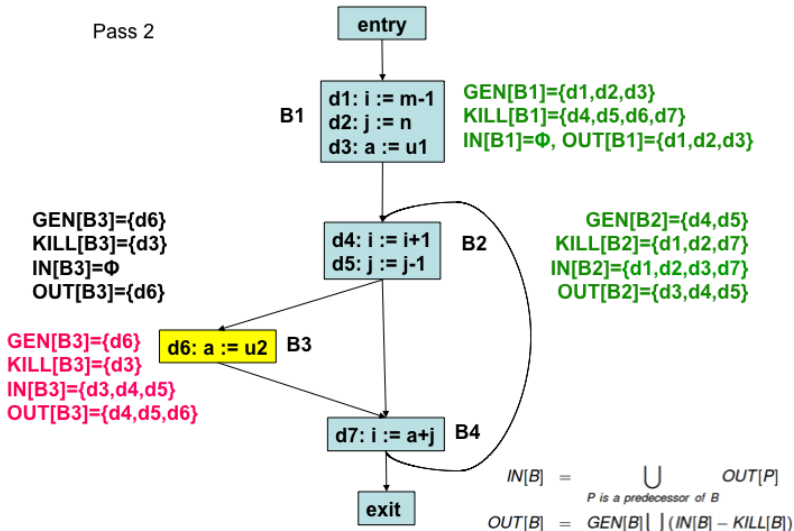 Pass 2
entry
B1
d1: i := m-1
d2: j := n
d3: a := u1
GEN[B1]={d1,d2,d3}
KILL[B1]={d4,d5,d6,d7}
IN[B1]=Φ, OUT[B1]={d1,d2,d3}
GEN[B3]={d6}
KILL[B3]={d3}
IN[B3]=Φ
OUT[B3]={d6}
d4: i := i+1
d5: j := j-1
B2
GEN[B2]={d4,d5}
KILL[B2]={d1,d2,d7}
IN[B2]={d1,d2,d3,d7}
OUT[B2]={d3,d4,d5}
GEN[B3]={d6}
KILL[B3]={d3}
IN[B3]={d3,d4,d5}
OUT[B3]={d4,d5,d6}
d6: a := u2
B3
d7: i := a+j
B4
exit
IN[B] = ⋃ OUT[P]
P is a predecessor of B
OUT[B] = GEN[B] ⋃ (IN[B] − KILL[B])